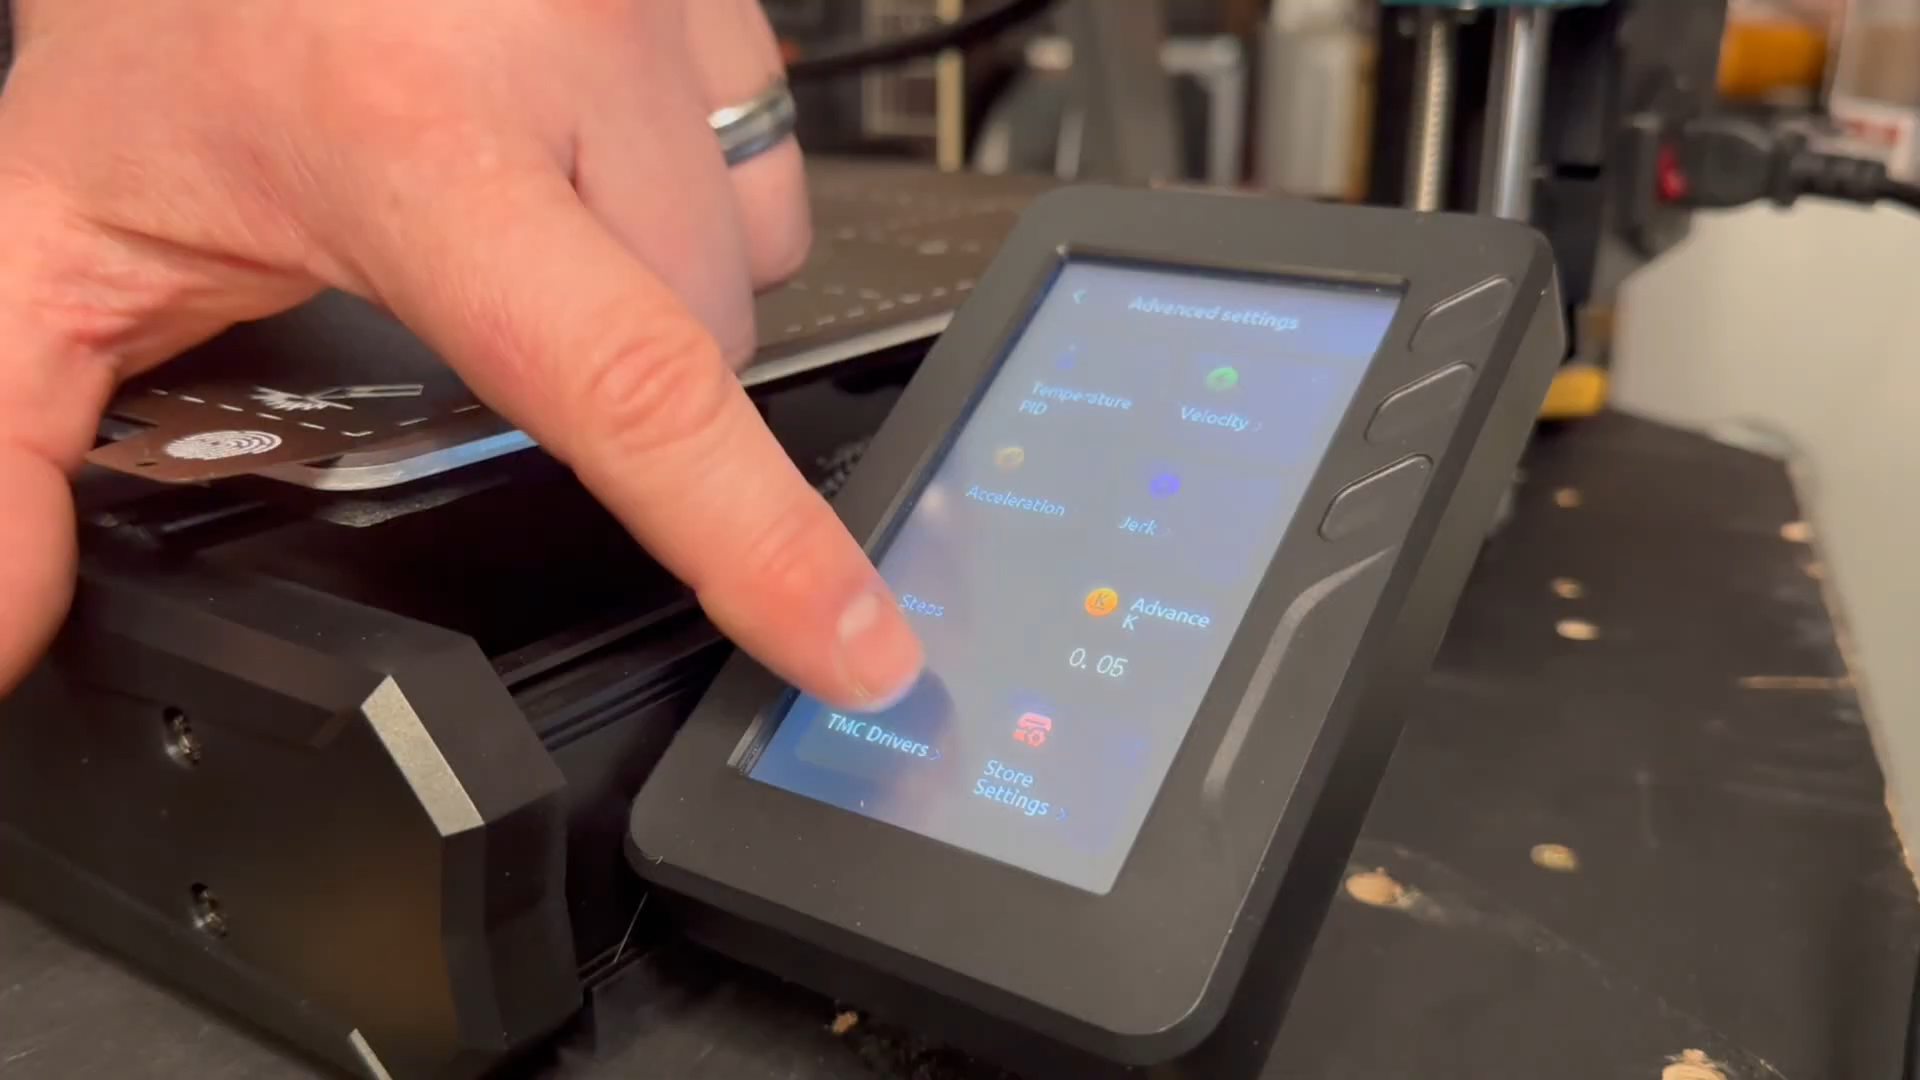 Advanced settings
Temperature
PID
Velocity
Acceleration
Jerk
Steps
K
Advance
K
0.05
TMC Drivers
Store
Settings